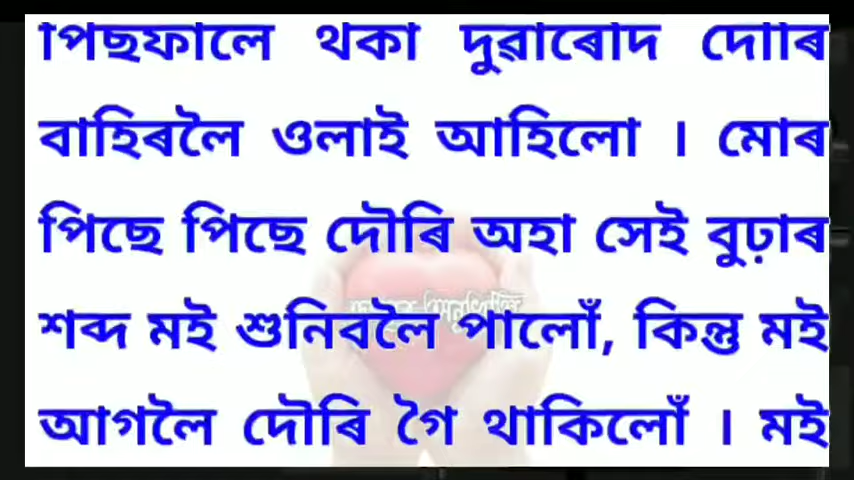 পিছফালে থকা দুৱাৰোদ দোাৰ
বাহিৰলৈ ওলাই আহিলো । মোৰ
পিছে পিছে দৌৰি অহা সেই বুঢ়াৰ
শব্দ মই শুনিবলৈ পালোঁ, কিন্তু মই
আগলৈ দৌৰি গৈ থাকিলোঁ । মই